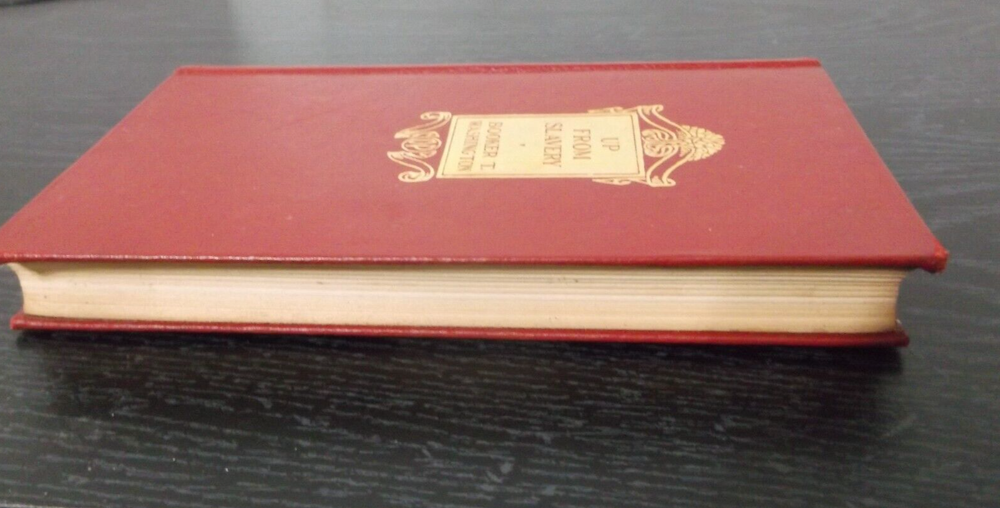 UP
FROM
SLAVERY
BOOKER T.
WASHINGTON